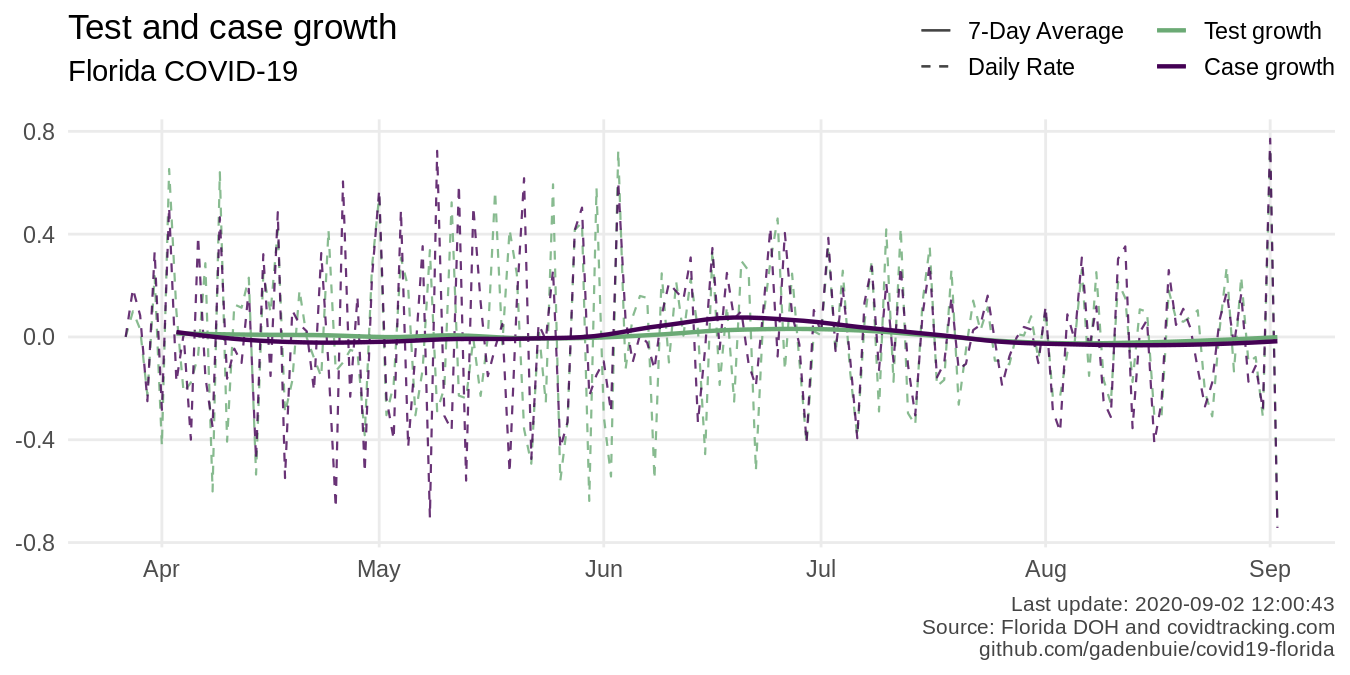 Test and case growth
Florida COVID-19
7-Day Average
Test growth
Daily Rate
Case growth
0.8
0.4
0.0
-0.4
-0.8
Apr
May
Jun
Jul
Aug
Sep
Last update: 2020-09-02 12:00:43
Source: Florida DOH and covidtracking.com
github.com/gadenbuie/covid19-florida